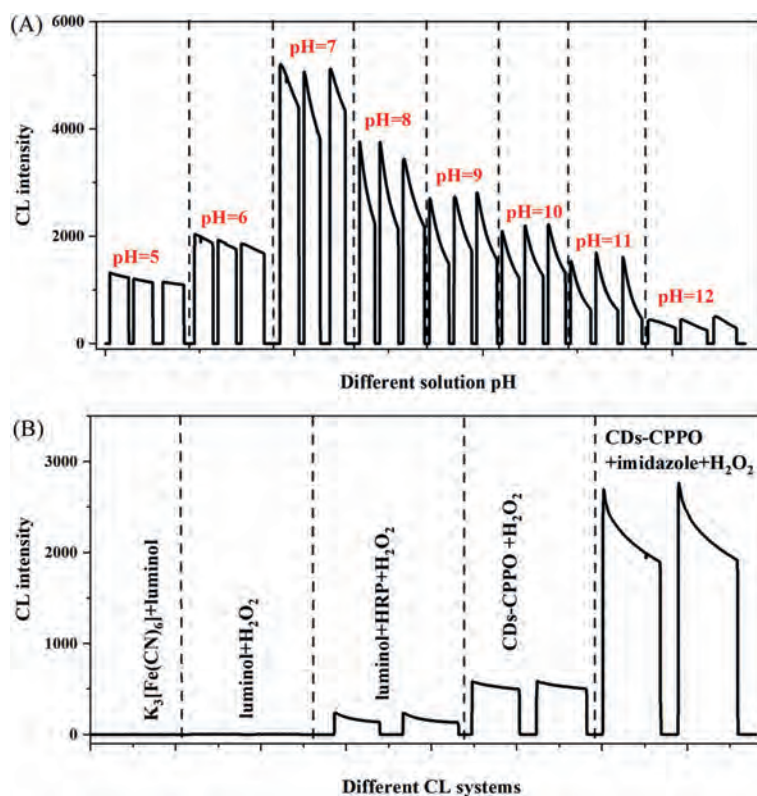 (A)
6000
4000
2000
0
CL intensity
pH=5
pH=6
pH=7
pH=8
pH=9
pH=10
pH=11
pH=12
Different solution pH
(B)
3000
2000
1000
0
CL intensity
K₃[Fe(CN)₆]+luminol
luminol+H₂O₂
luminol+HRP+H₂O₂
CDs-CPPO +H₂O₂
CDs-CPPO
+imidazole+H₂O₂
Different CL systems